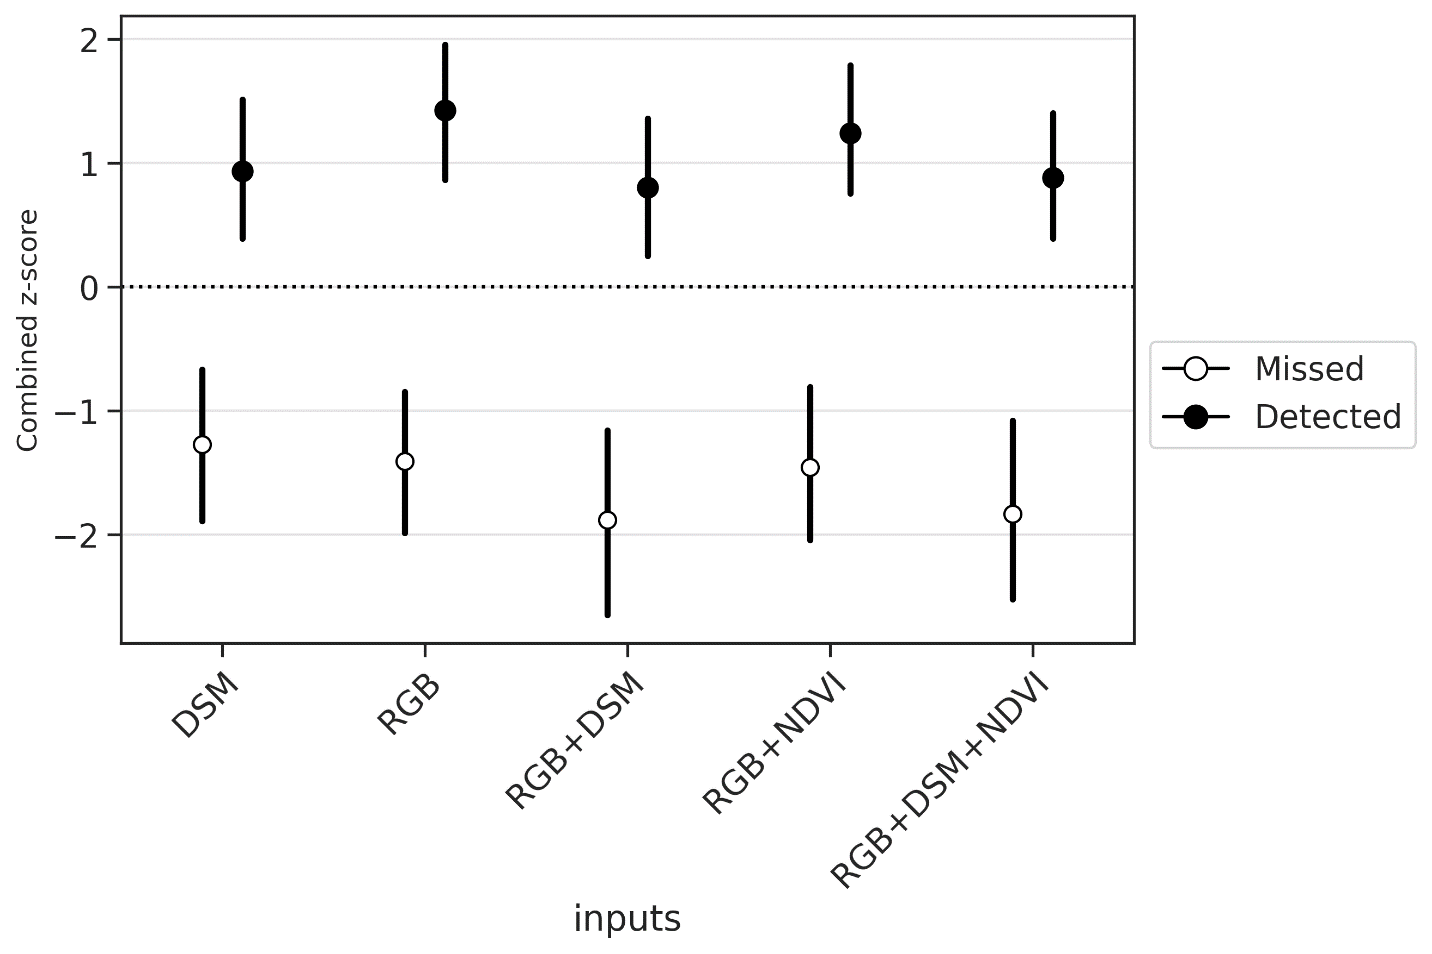 Combined z-score
2
1
0
−1
−2
DSM
RGB
RGB+DSM
RGB+NDVI
RGB+DSM+NDVI
inputs
Missed
Detected